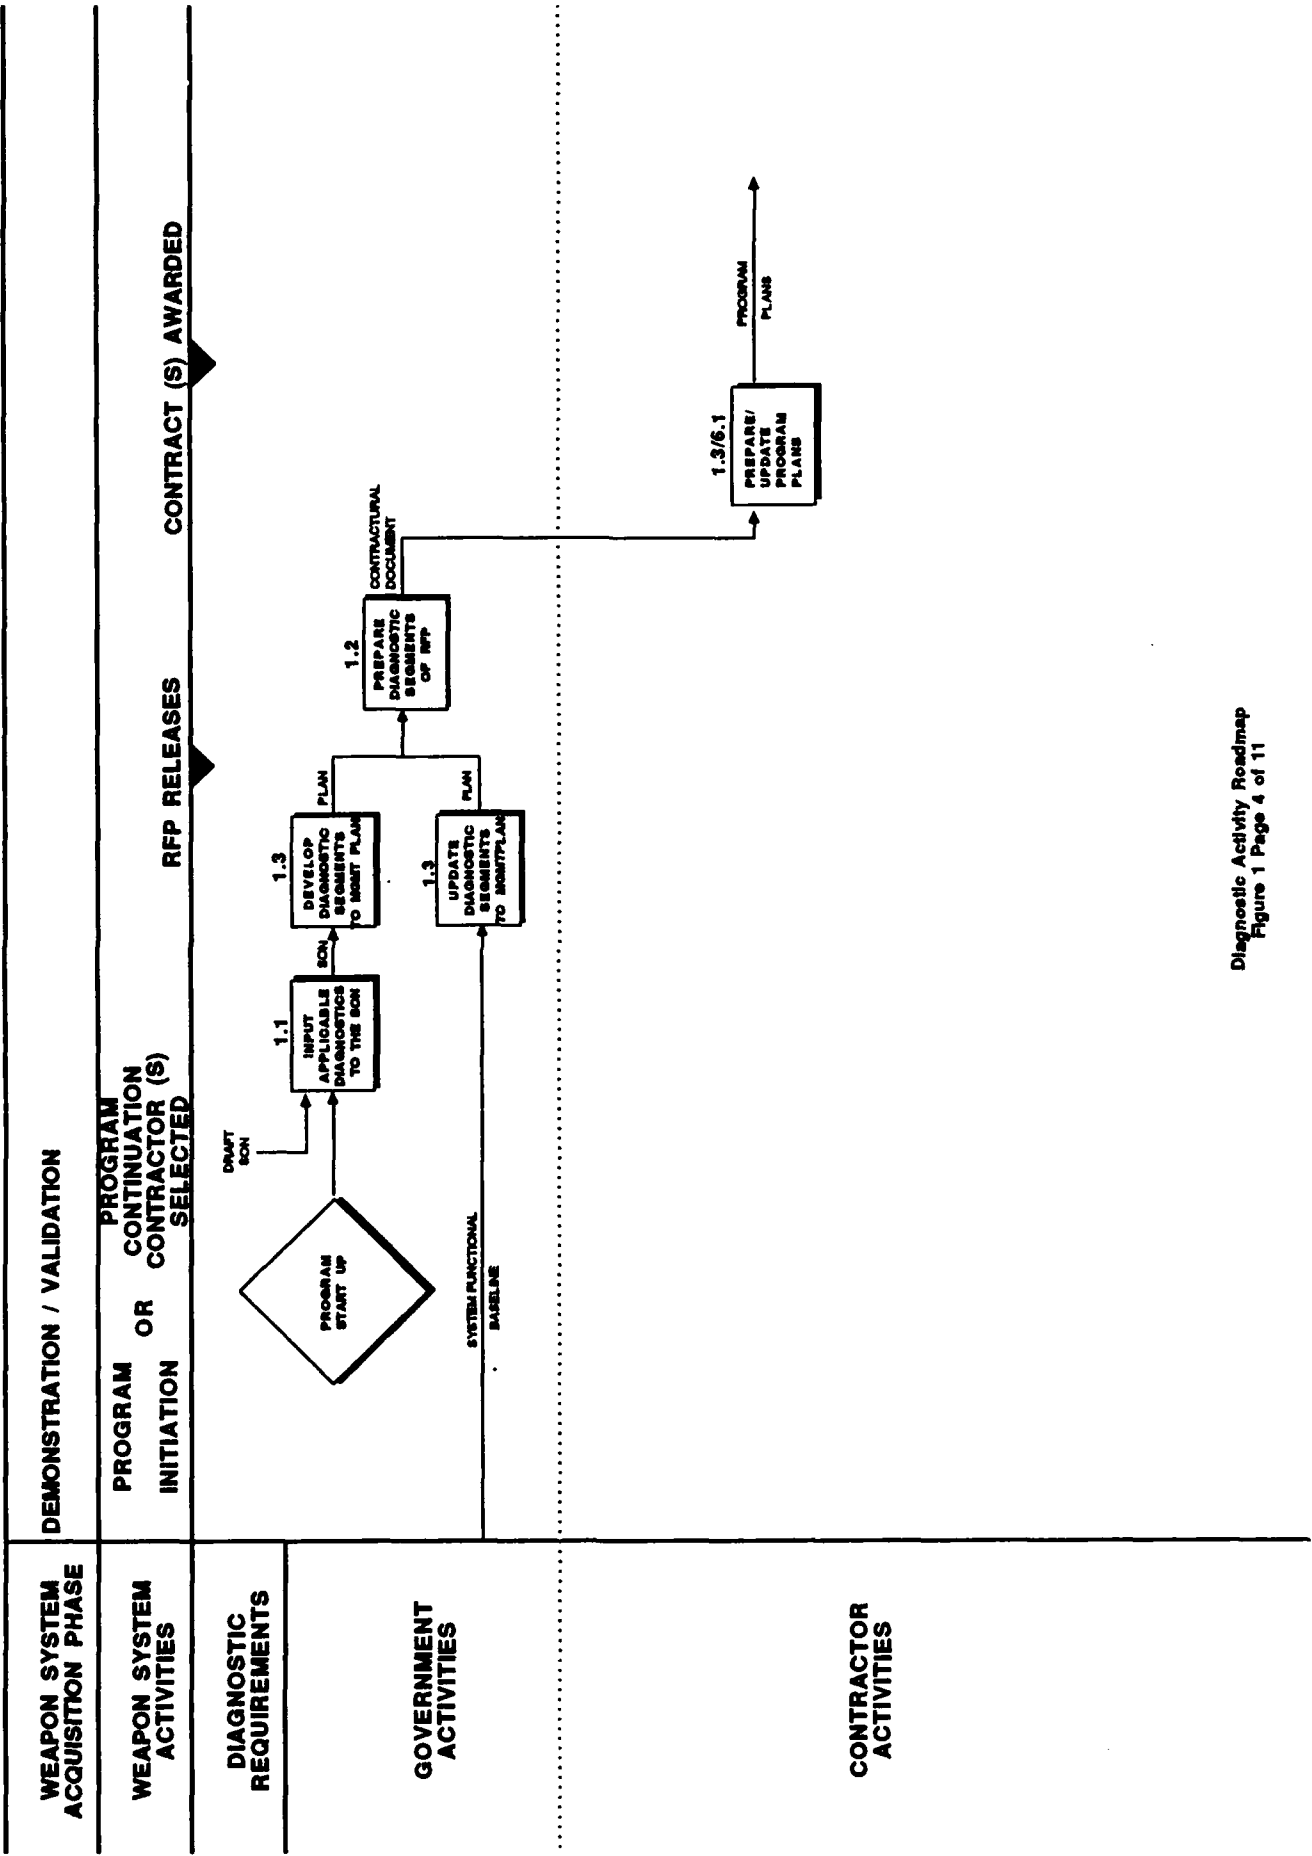 WEAPON SYSTEM
ACQUISITION PHASE
DEMONSTRATION / VALIDATION
WEAPON SYSTEM
ACTIVITIES
PROGRAM
INITIATION
OR
PROGRAM
CONTINUATION
CONTRACTOR (S)
SELECTED
RFP RELEASES
CONTRACT (S) AWARDED
DIAGNOSTIC
REQUIREMENTS
GOVERNMENT
ACTIVITIES
PROGRAM
START UP
DRAFT
SON
1.1
INPUT
APPLICABLE
DIAGNOSTICS
TO THE SON
SON
1.3
DEVELOP
DIAGNOSTIC
SEGMENTS
TO MGMT PLAN
PLAN
SYSTEM FUNCTIONAL
BASELINE
1.3
UPDATE
DIAGNOSTIC
SEGMENTS
TO MGMTPLAN
PLAN
1.2
PREPARE
DIAGNOSTIC
SEGMENTS
OF RFP
CONTRACTURAL
DOCUMENT
CONTRACTOR
ACTIVITIES
1.3/6.1
PREPARE/
UPDATE
PROGRAM
PLANS
PROGRAM
PLANS
Diagnostic Activity Roadmap
Figure 1 Page 4 of 11